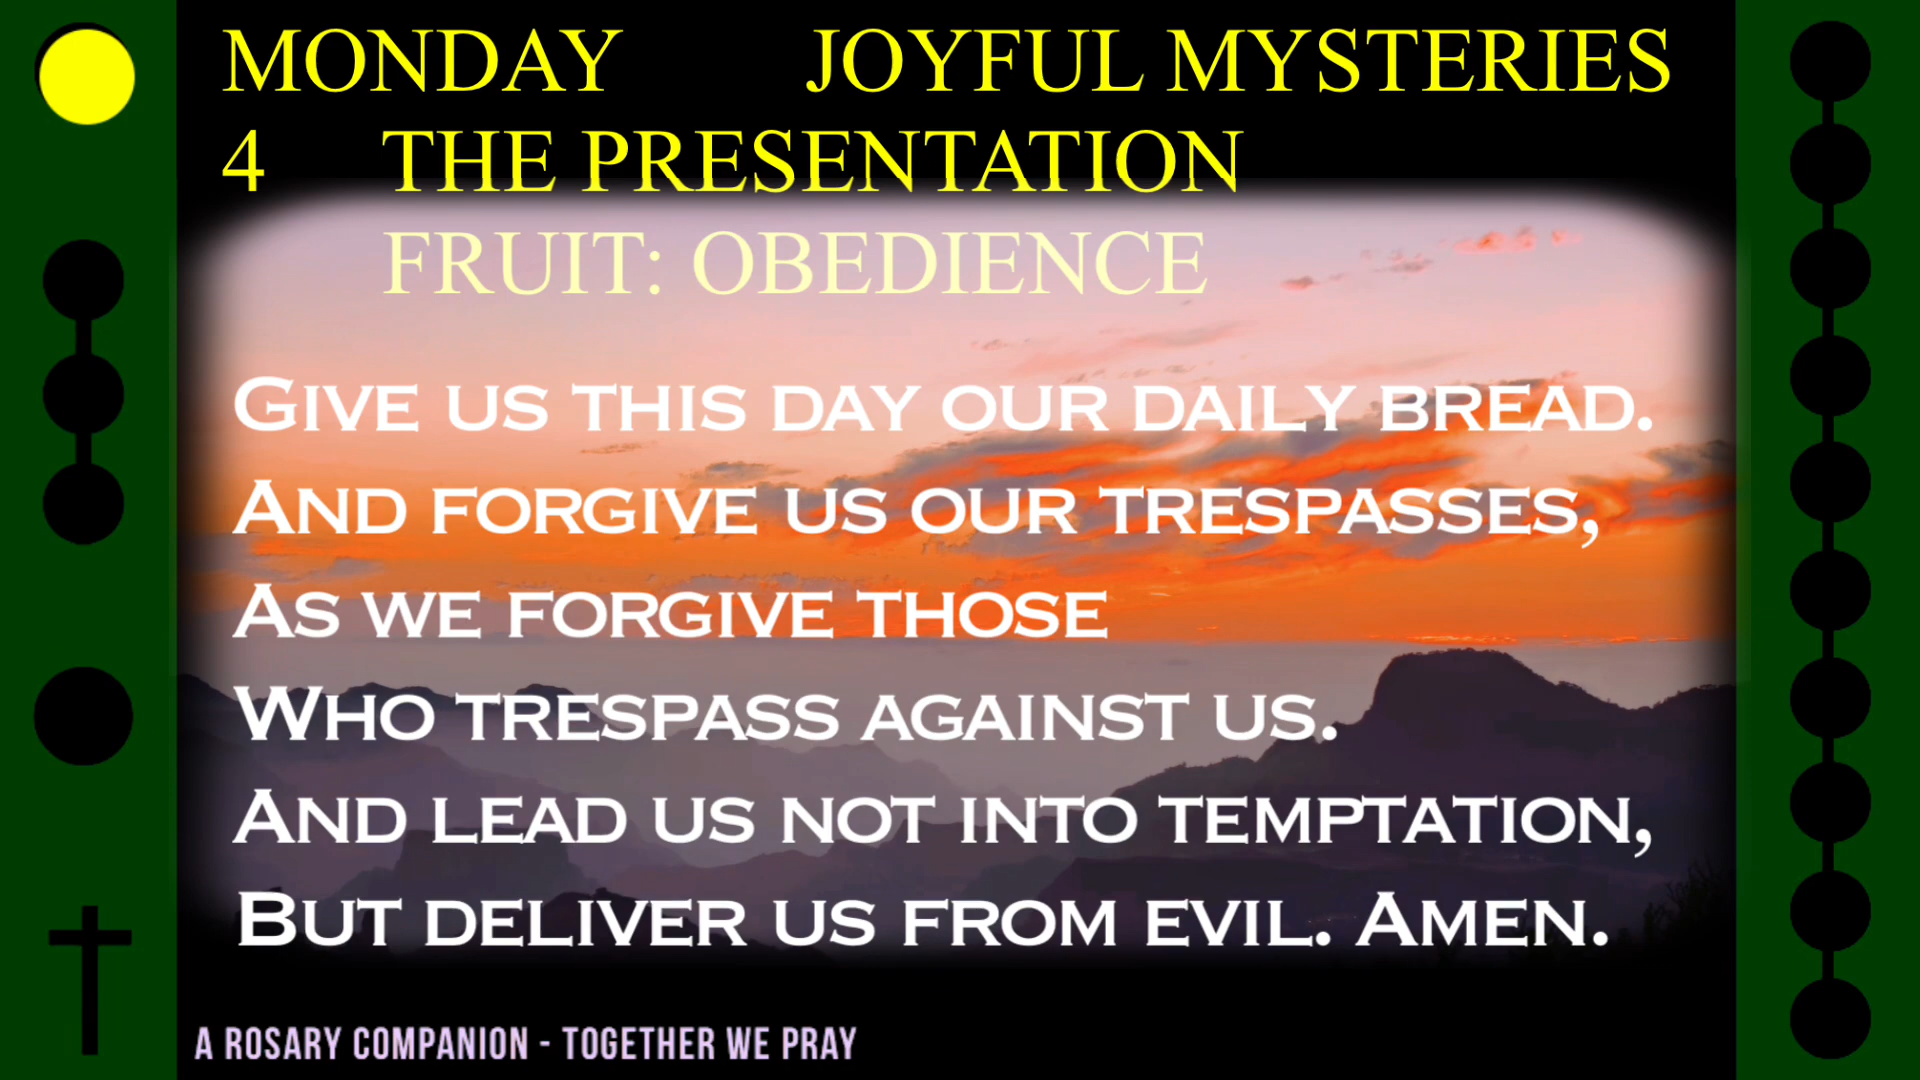 MONDAY JOYFUL MYSTERIES
4 THE PRESENTATION
FRUIT: OBEDIENCE
GIVE US THIS DAY OUR DAILY BREAD.
AND FORGIVE US OUR TRESPASSES,
AS WE FORGIVE THOSE
WHO TRESPASS AGAINST US.
AND LEAD US NOT INTO TEMPTATION,
BUT DELIVER US FROM EVIL. AMEN.
A ROSARY COMPANION - TOGETHER WE PRAY